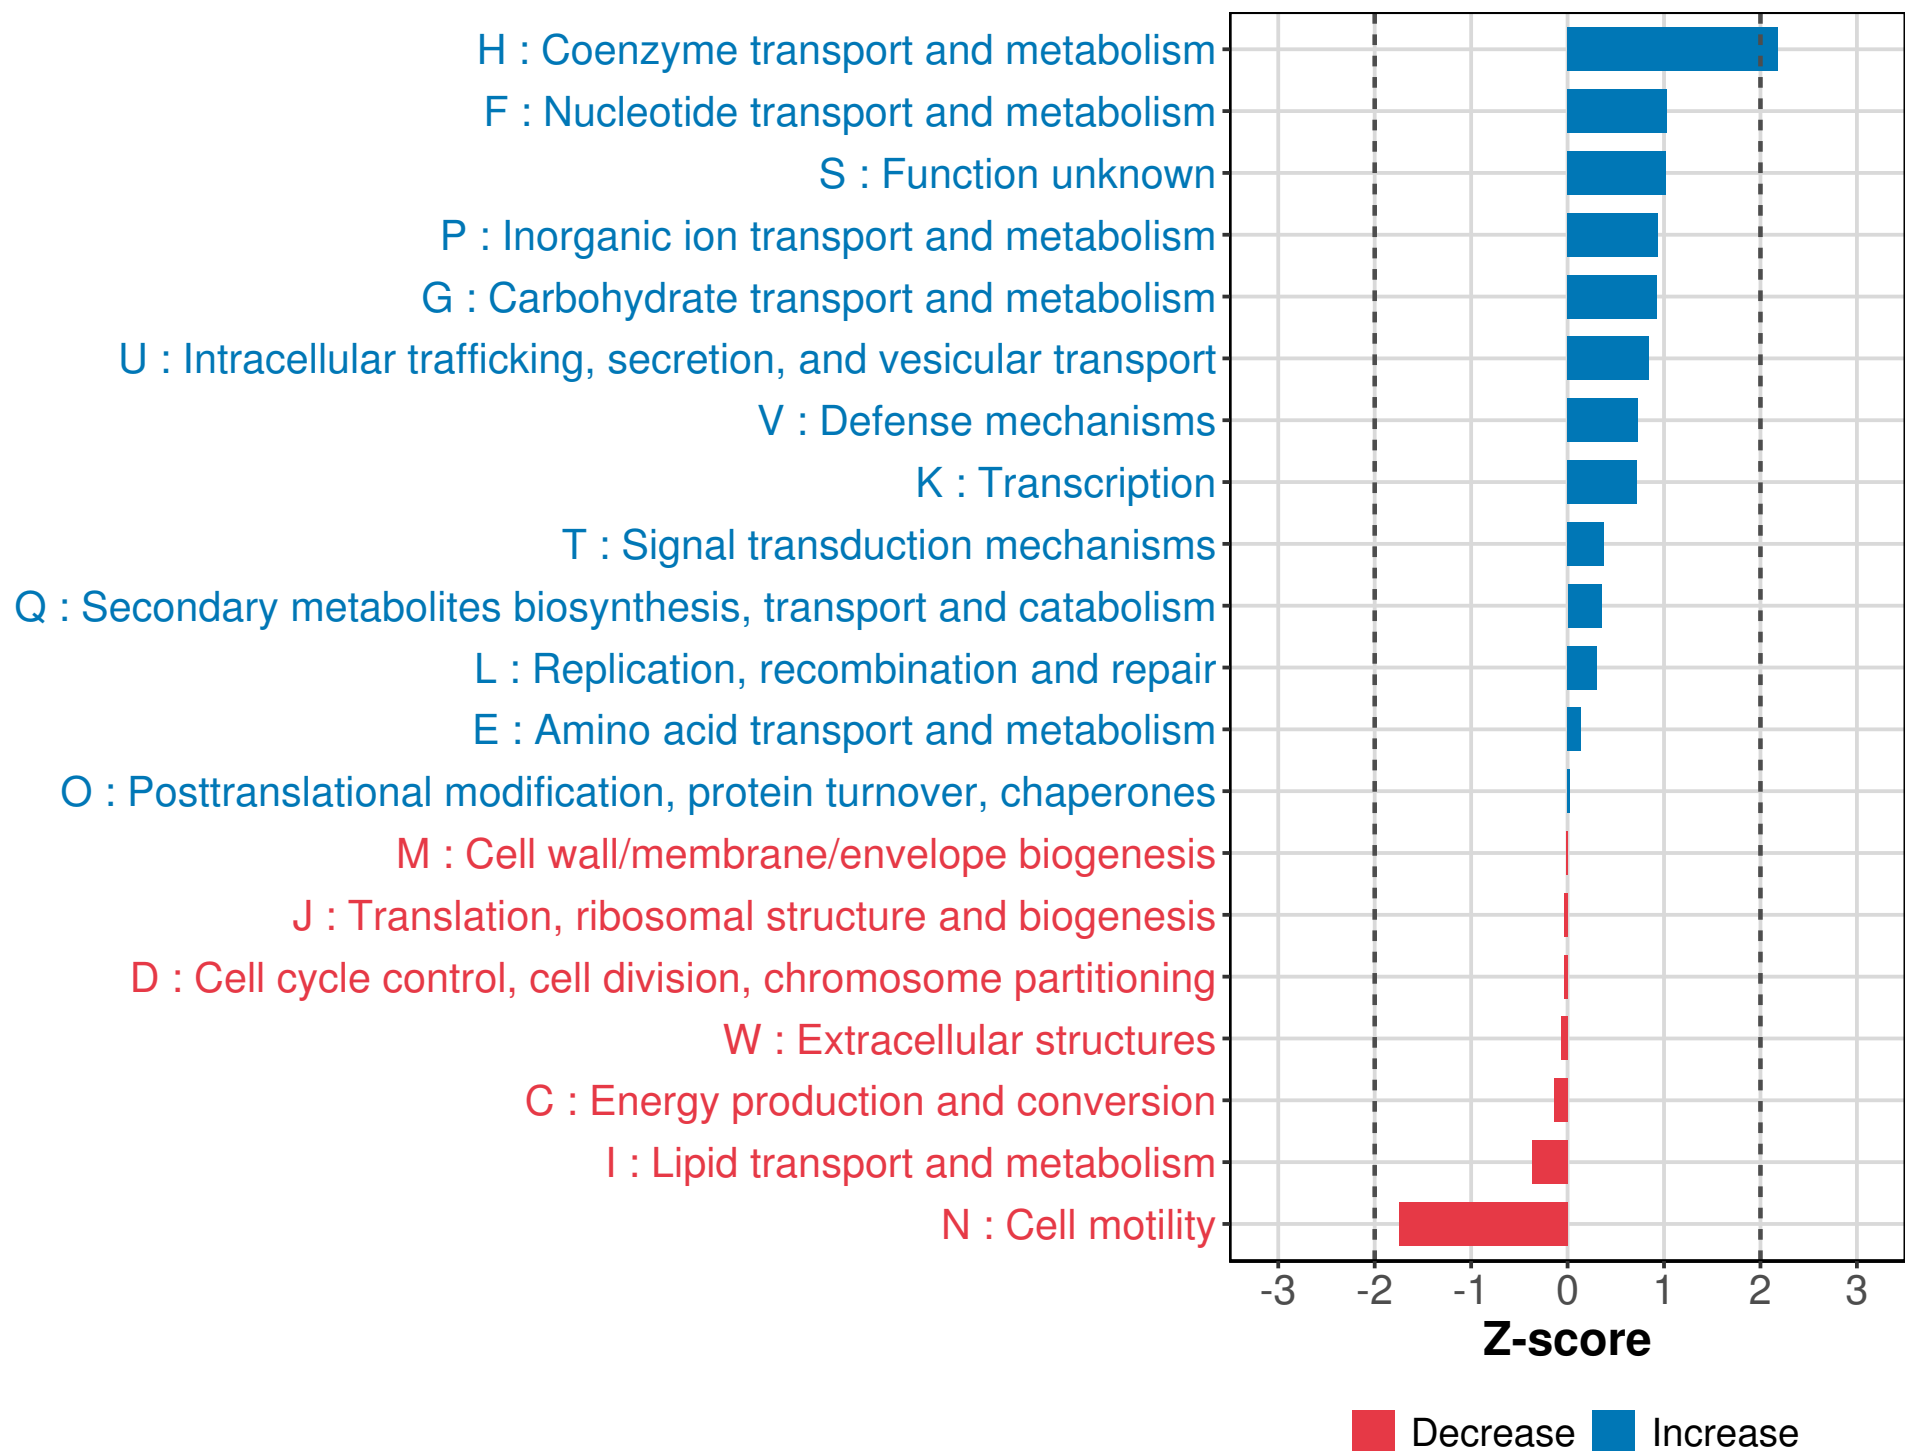 H : Coenzyme transport and metabolism
F : Nucleotide transport and metabolism
S : Function unknown
P : Inorganic ion transport and metabolism
G : Carbohydrate transport and metabolism
U : Intracellular trafficking, secretion, and vesicular transport
V : Defense mechanisms
K : Transcription
T : Signal transduction mechanisms
Q : Secondary metabolites biosynthesis, transport and catabolism
L : Replication, recombination and repair
E : Amino acid transport and metabolism
O : Posttranslational modification, protein turnover, chaperones
M : Cell wall/membrane/envelope biogenesis
J : Translation, ribosomal structure and biogenesis
D : Cell cycle control, cell division, chromosome partitioning
W : Extracellular structures
C : Energy production and conversion
I : Lipid transport and metabolism
N : Cell motility
-3 -2 -1 0 1 2 3
Z-score
Decrease Increase